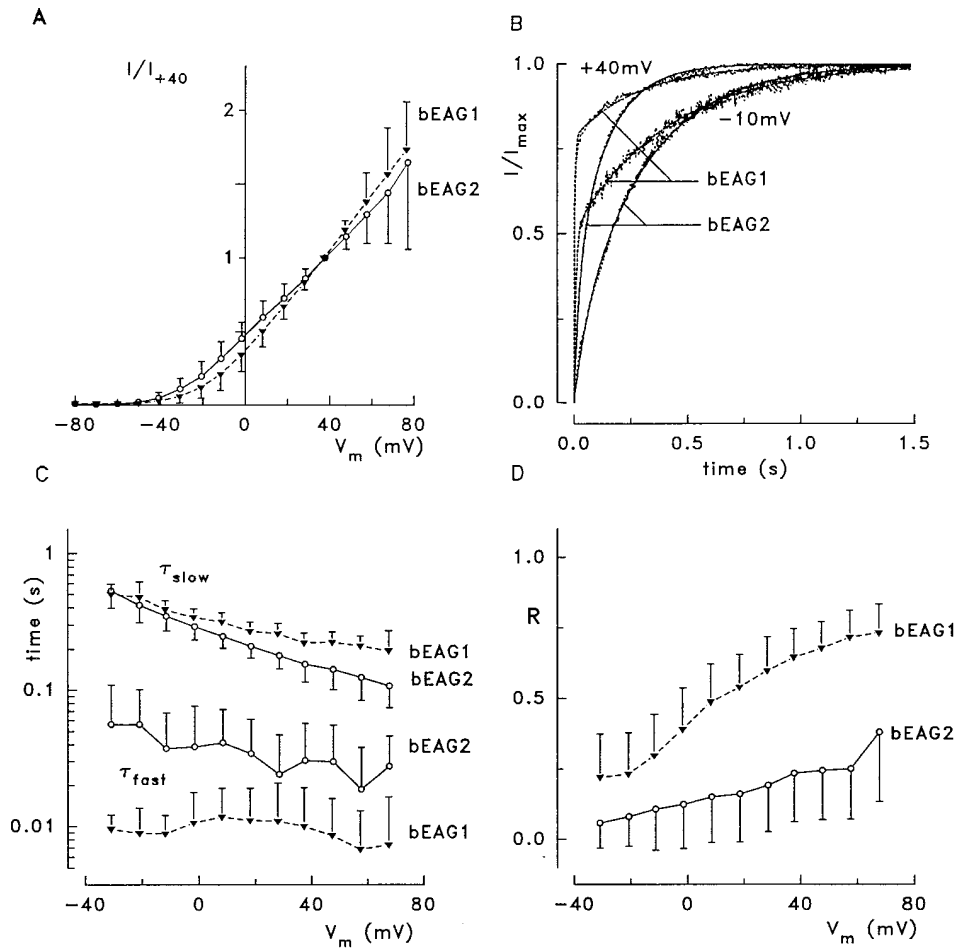 A
I/I+40
2
1
bEAG1
bEAG2
−80
−40
0
40
80
Vm (mV)
B
I/Imax
1.0
0.5
0.0
+40mV
−10mV
bEAG1
bEAG2
0.0
0.5
1.0
1.5
time (s)
C
time (s)
1
0.1
0.01
τslow
bEAG1
bEAG2
bEAG2
τfast
bEAG1
−40
0
40
80
Vm (mV)
D
1.0
R
0.5
0.0
bEAG1
bEAG2
−40
0
40
80
Vm (mV)